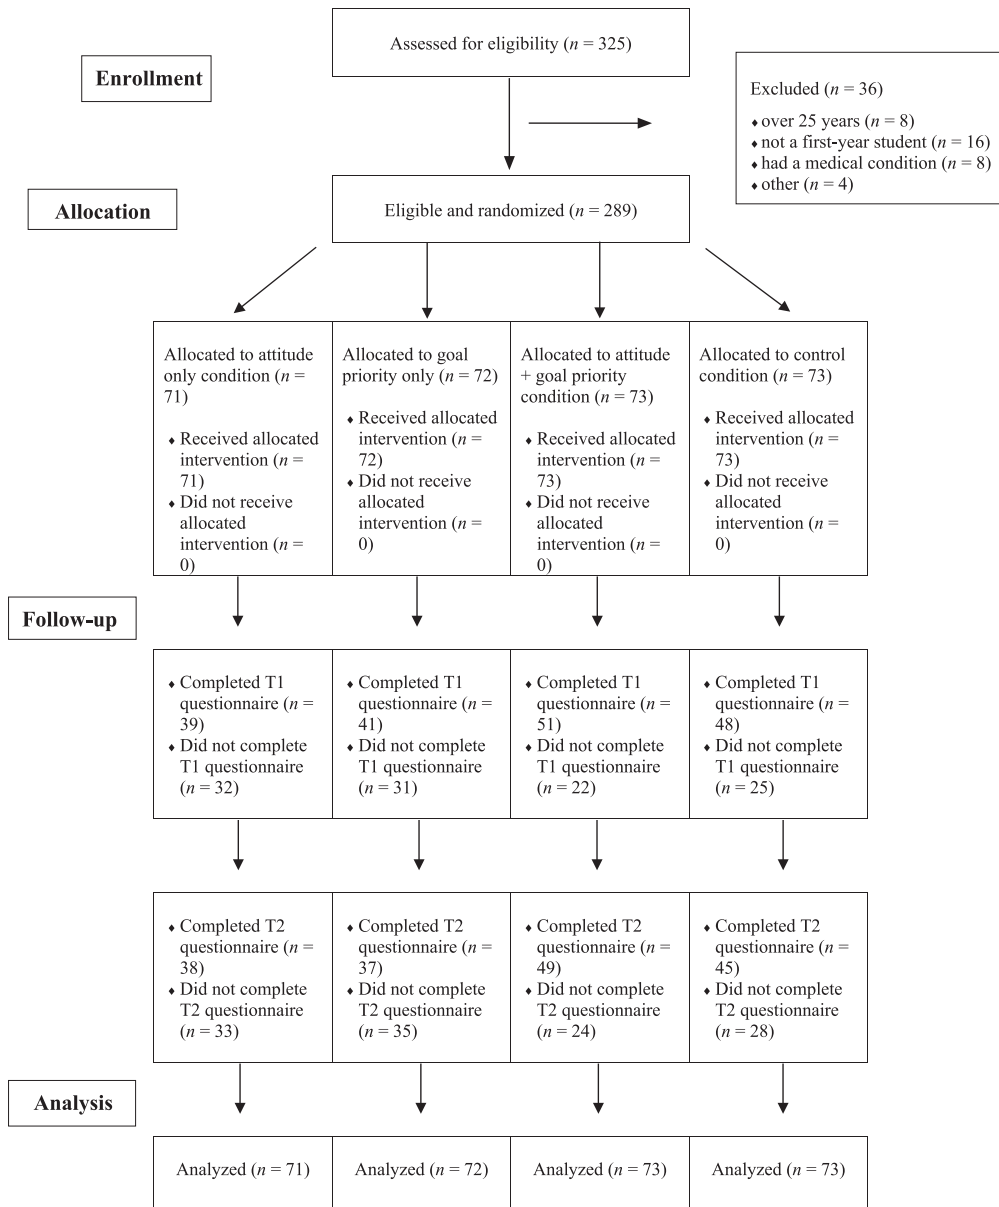 Assessed for eligibility (n = 325)
Enrollment
Excluded (n = 36)
♦ over 25 years (n = 8)
♦ not a first-year student (n = 16)
♦ had a medical condition (n = 8)
♦ other (n = 4)
Allocation
Eligible and randomized (n = 289)
Allocated to attitude
only condition (n =
71)
♦ Received allocated
intervention (n =
71)
♦ Did not receive
allocated
intervention (n =
0)
Allocated to goal
priority only (n = 72)
♦ Received allocated
intervention (n =
72)
♦ Did not receive
allocated
intervention (n =
0)
Allocated to attitude
+ goal priority
condition (n = 73)
♦ Received allocated
intervention (n =
73)
♦ Did not receive
allocated
intervention (n =
0)
Allocated to control
condition (n = 73)
♦ Received allocated
intervention (n =
73)
♦ Did not receive
allocated
intervention (n =
0)
Follow-up
♦ Completed T1
questionnaire (n =
39)
♦ Did not complete
T1 questionnaire
(n = 32)
♦ Completed T1
questionnaire (n =
41)
♦ Did not complete
T1 questionnaire
(n = 31)
♦ Completed T1
questionnaire (n =
51)
♦ Did not complete
T1 questionnaire
(n = 22)
♦ Completed T1
questionnaire (n =
48)
♦ Did not complete
T1 questionnaire
(n = 25)
♦ Completed T2
questionnaire (n =
38)
♦ Did not complete
T2 questionnaire
(n = 33)
♦ Completed T2
questionnaire (n =
37)
♦ Did not complete
T2 questionnaire
(n = 35)
♦ Completed T2
questionnaire (n =
49)
♦ Did not complete
T2 questionnaire
(n = 24)
♦ Completed T2
questionnaire (n =
45)
♦ Did not complete
T2 questionnaire
(n = 28)
Analysis
Analyzed (n = 71)
Analyzed (n = 72)
Analyzed (n = 73)
Analyzed (n = 73)